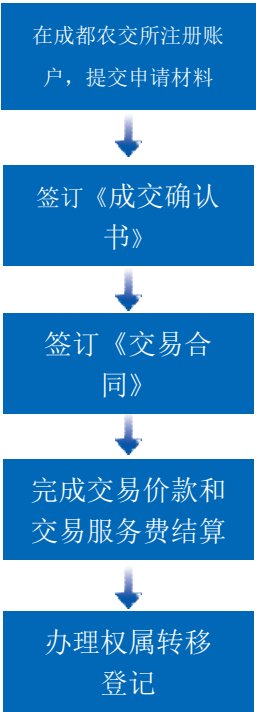 在成都农交所注册账
户，提交申请材料
签订《成交确认
书》
签订《交易合
同》
完成交易价款和
交易服务费结算
办理权属转移
登记